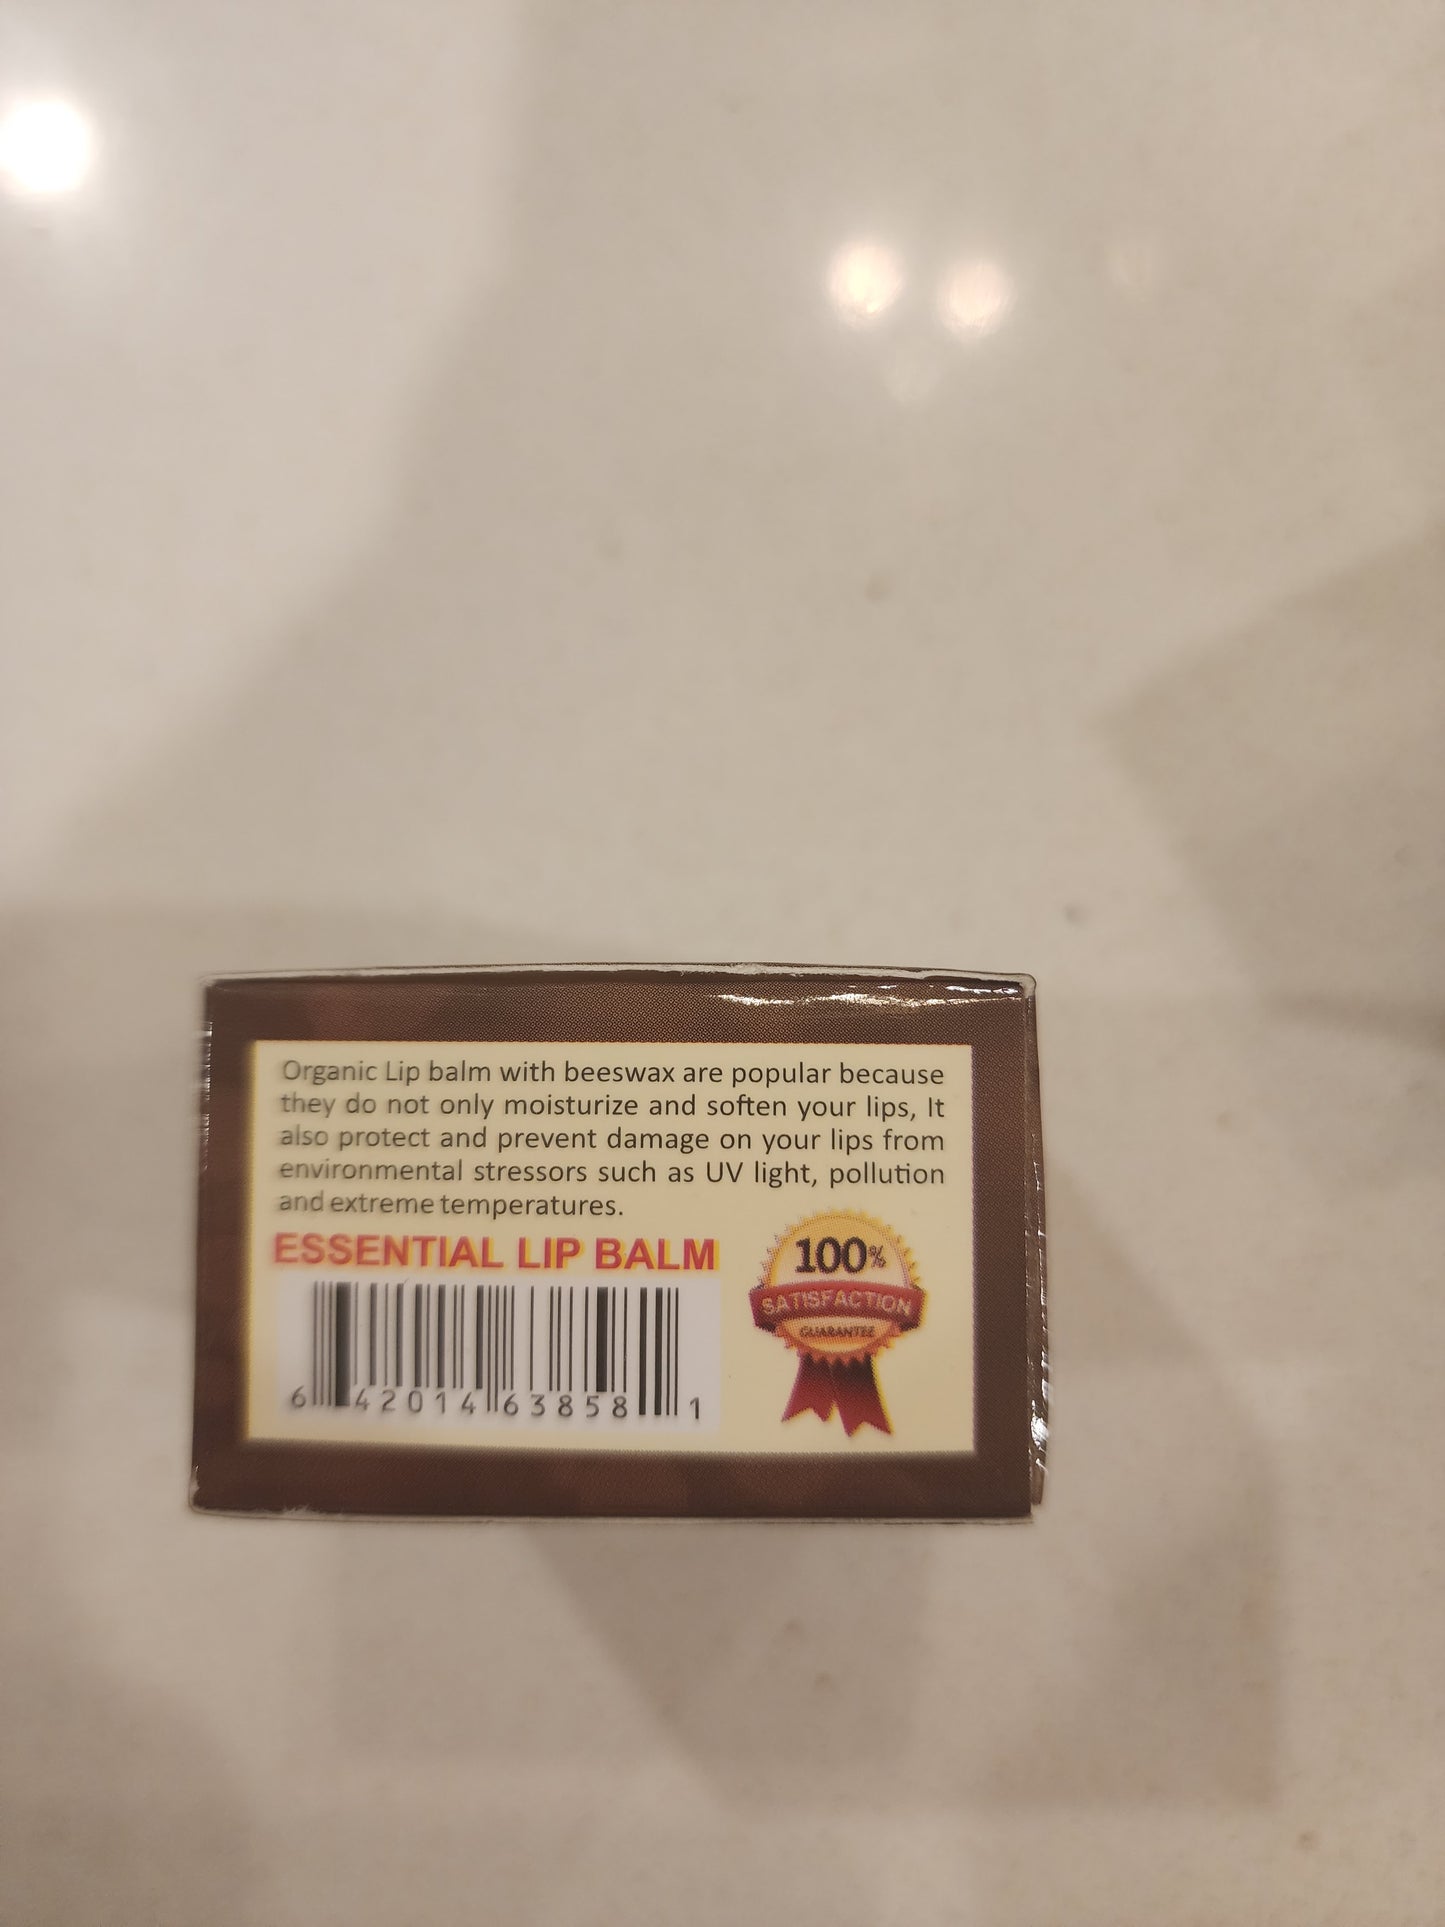 Organic Lip balm with beeswax are popular because
they do not only moisturize and soften your lips, It
also protect and prevent damage on your lips from
environmental stressors such as UV light, pollution
and extreme temperatures.
ESSENTIAL LIP BALM
6 42014 63858 1
100%
SATISFACTION
GUARANTEE